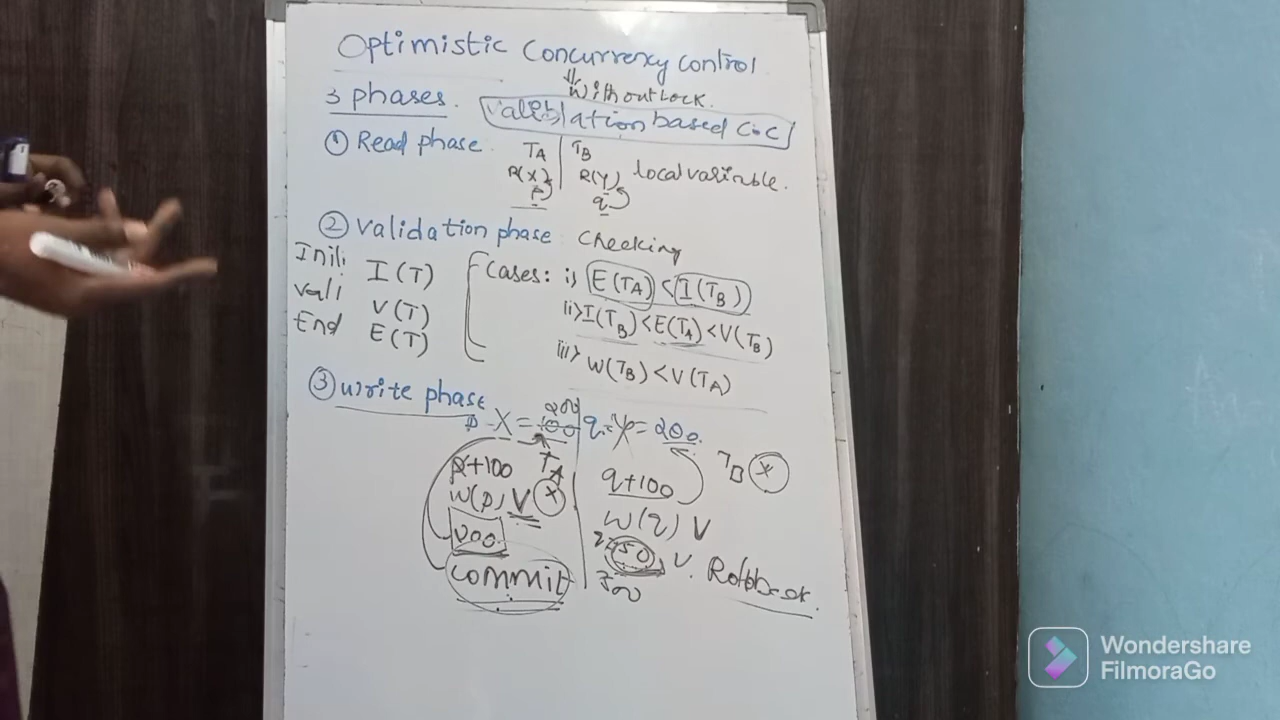 Optimistic Concurrency control
⇓
Without Lock.
3 phases.
Validation based C.C
① Read phase.
TA | TB
R(X) | R(Y) local variable.
p q
② Validation phase checking
Inili I(T)
Vali V(T)
End E(T)
Cases: i) E(TA) < I(TB)
ii> I(TB) < E(TA) < V(TB)
iii> W(TB) < V(TA)
③ write phase
X = 100 200
q = Y = 200.
p+100 TA
W(p) V X
commit
q+100 TB X
W(q) V
50 V. Rollback.
300
Wondershare
FilmoraGo